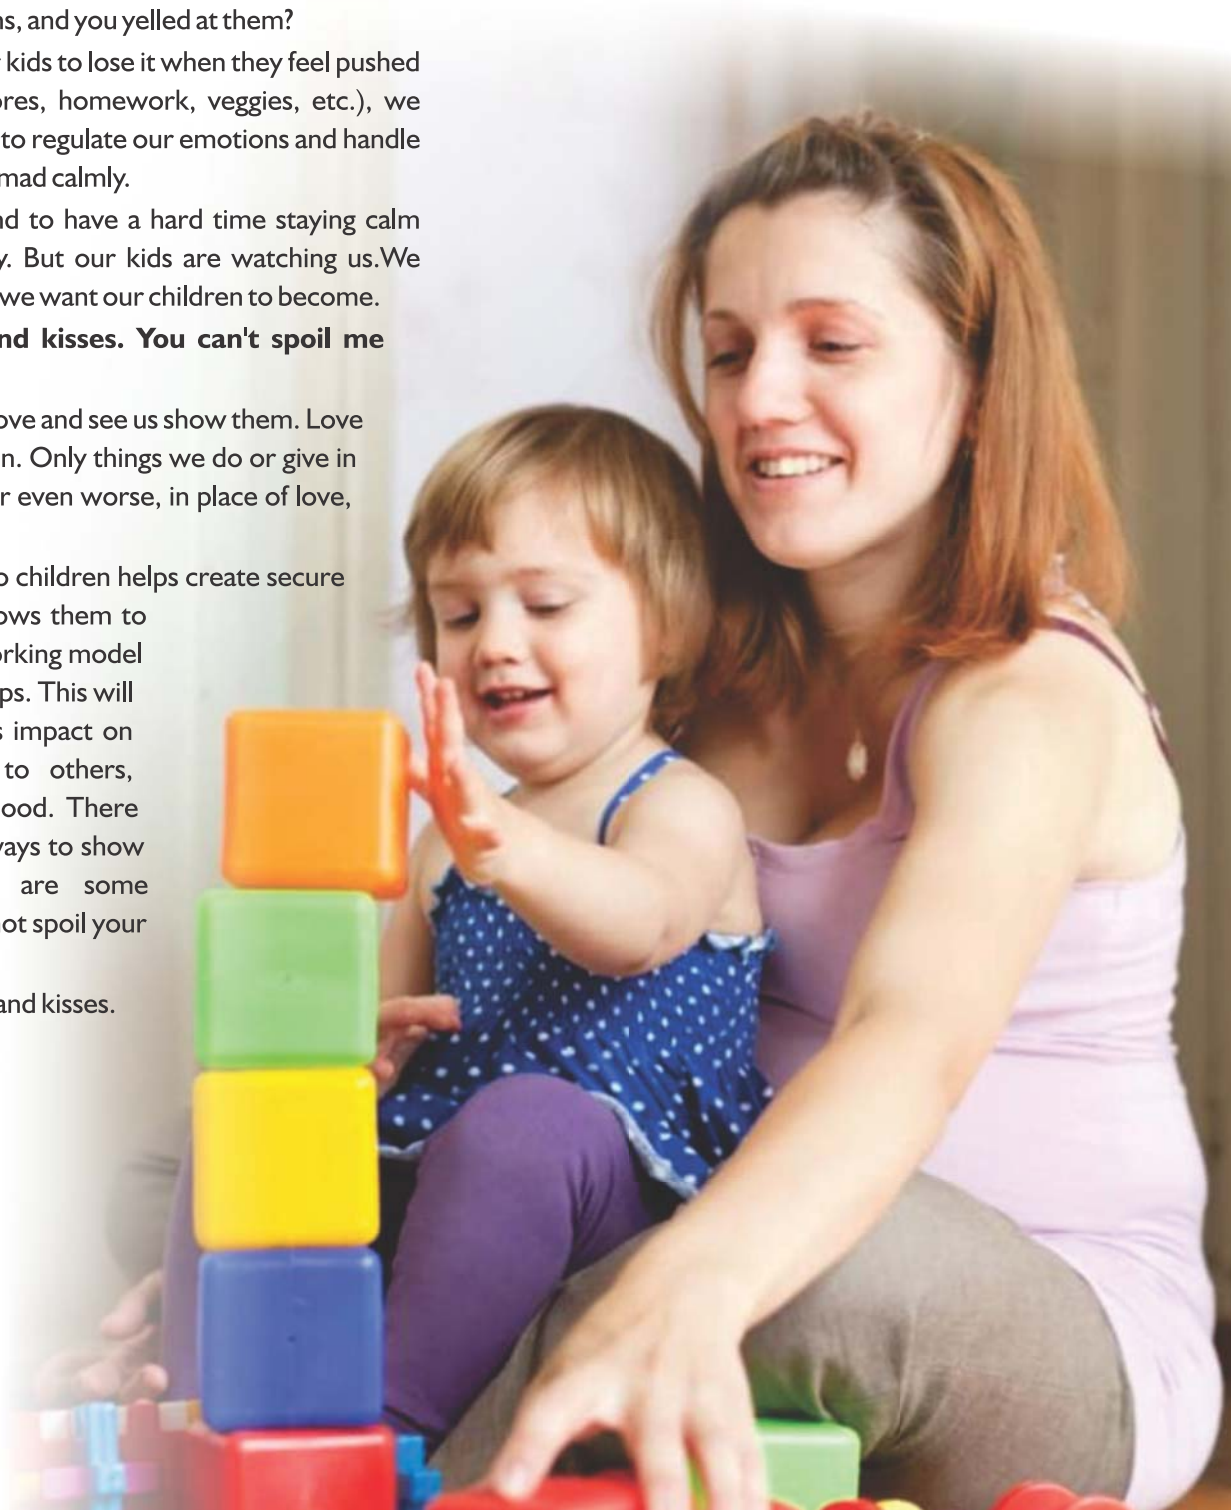 ns, and you yelled at them?
kids to lose it when they feel pushed
ores, homework, veggies, etc.), we
to regulate our emotions and handle
mad calmly.
nd to have a hard time staying calm
y. But our kids are watching us.We
we want our children to become.
nd kisses. You can't spoil me
ove and see us show them. Love
n. Only things we do or give in
r even worse, in place of love,
o children helps create secure
ows them to
orking model
ps. This will
s impact on
to others,
ood. There
ways to show
are some
not spoil your
and kisses.